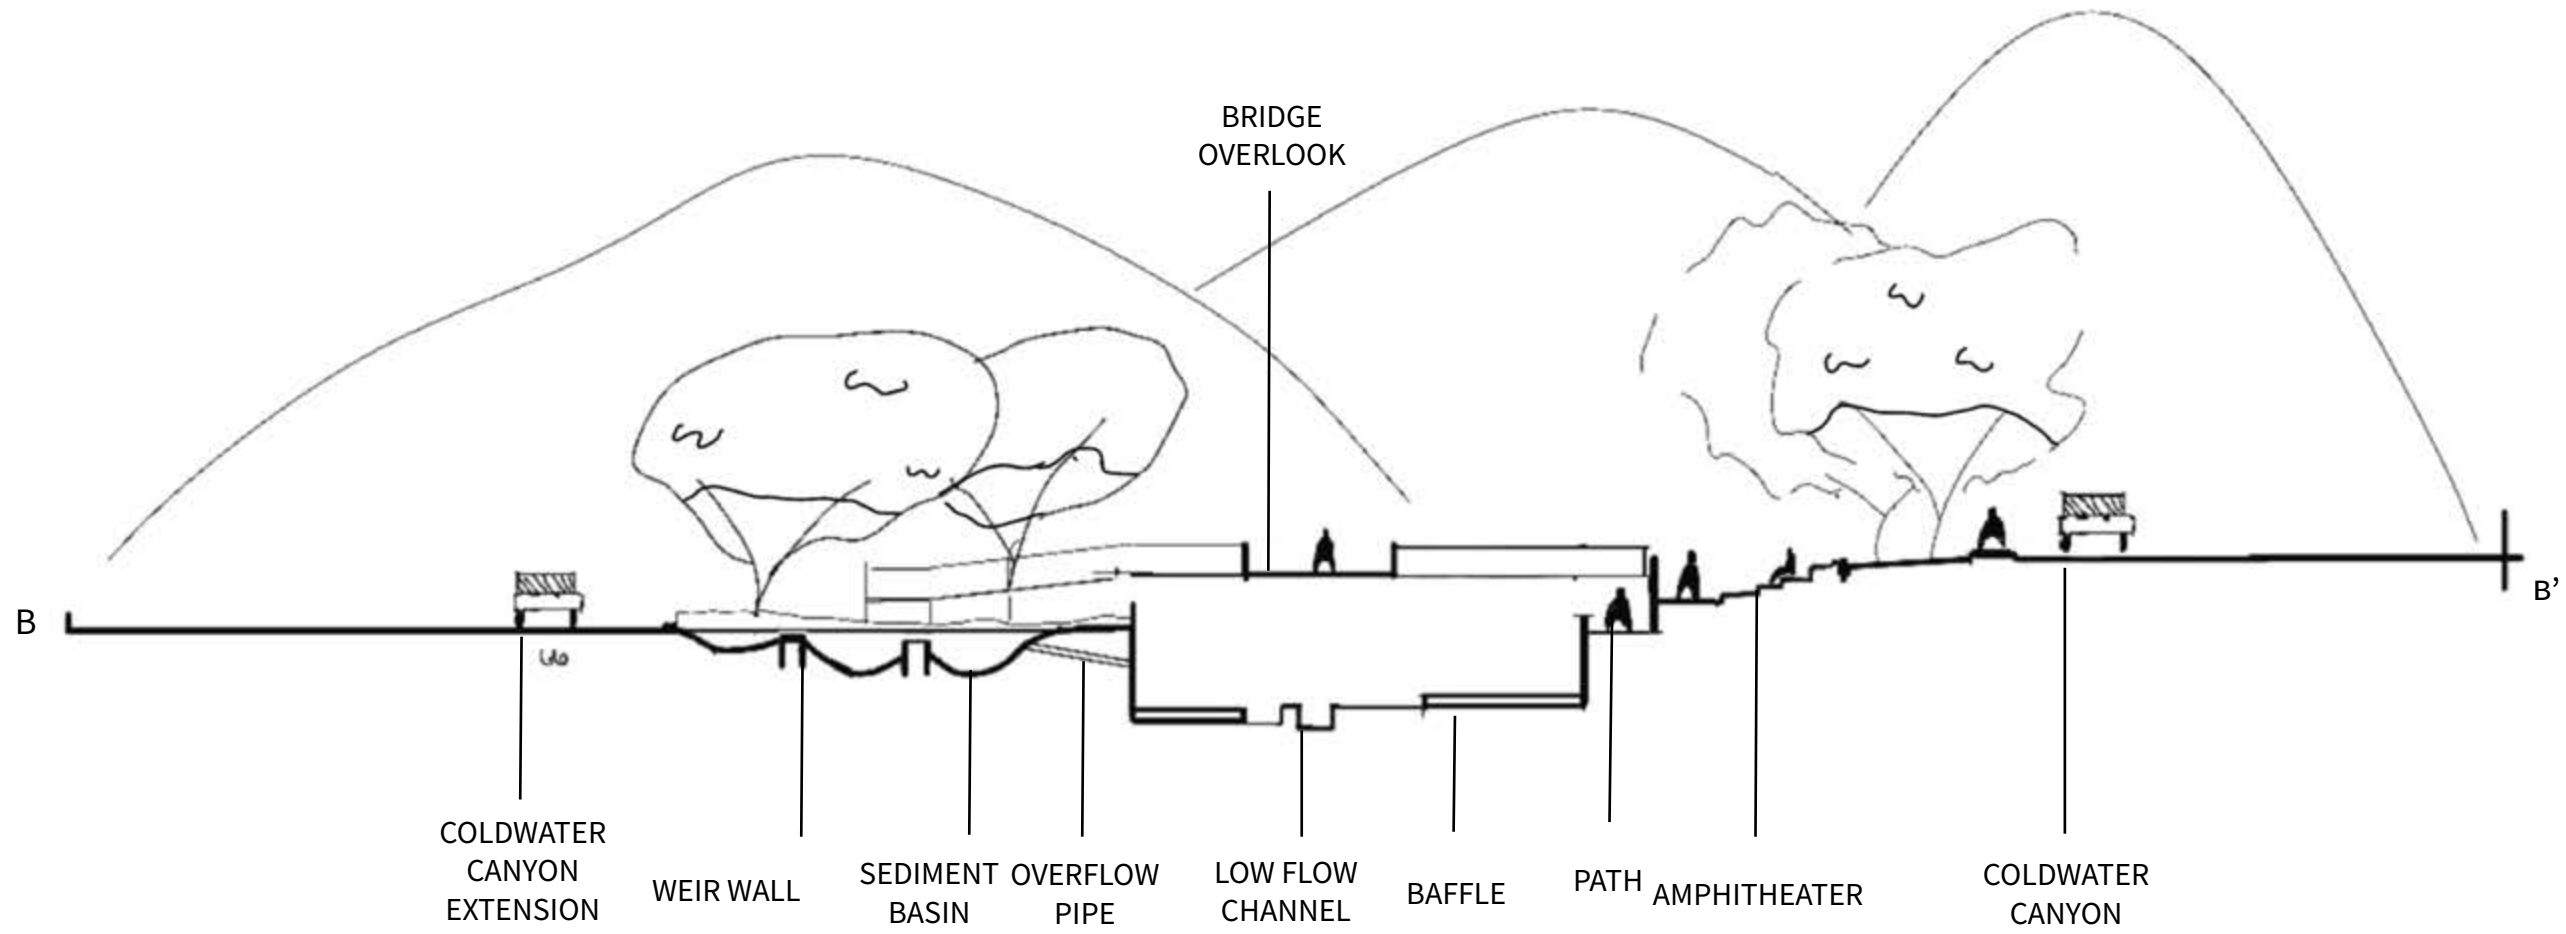 BRIDGE
OVERLOOK
B
B’
COLDWATER
CANYON
EXTENSION
WEIR WALL
SEDIMENT
BASIN
OVERFLOW
PIPE
LOW FLOW
CHANNEL
BAFFLE
PATH
AMPHITHEATER
COLDWATER
CANYON